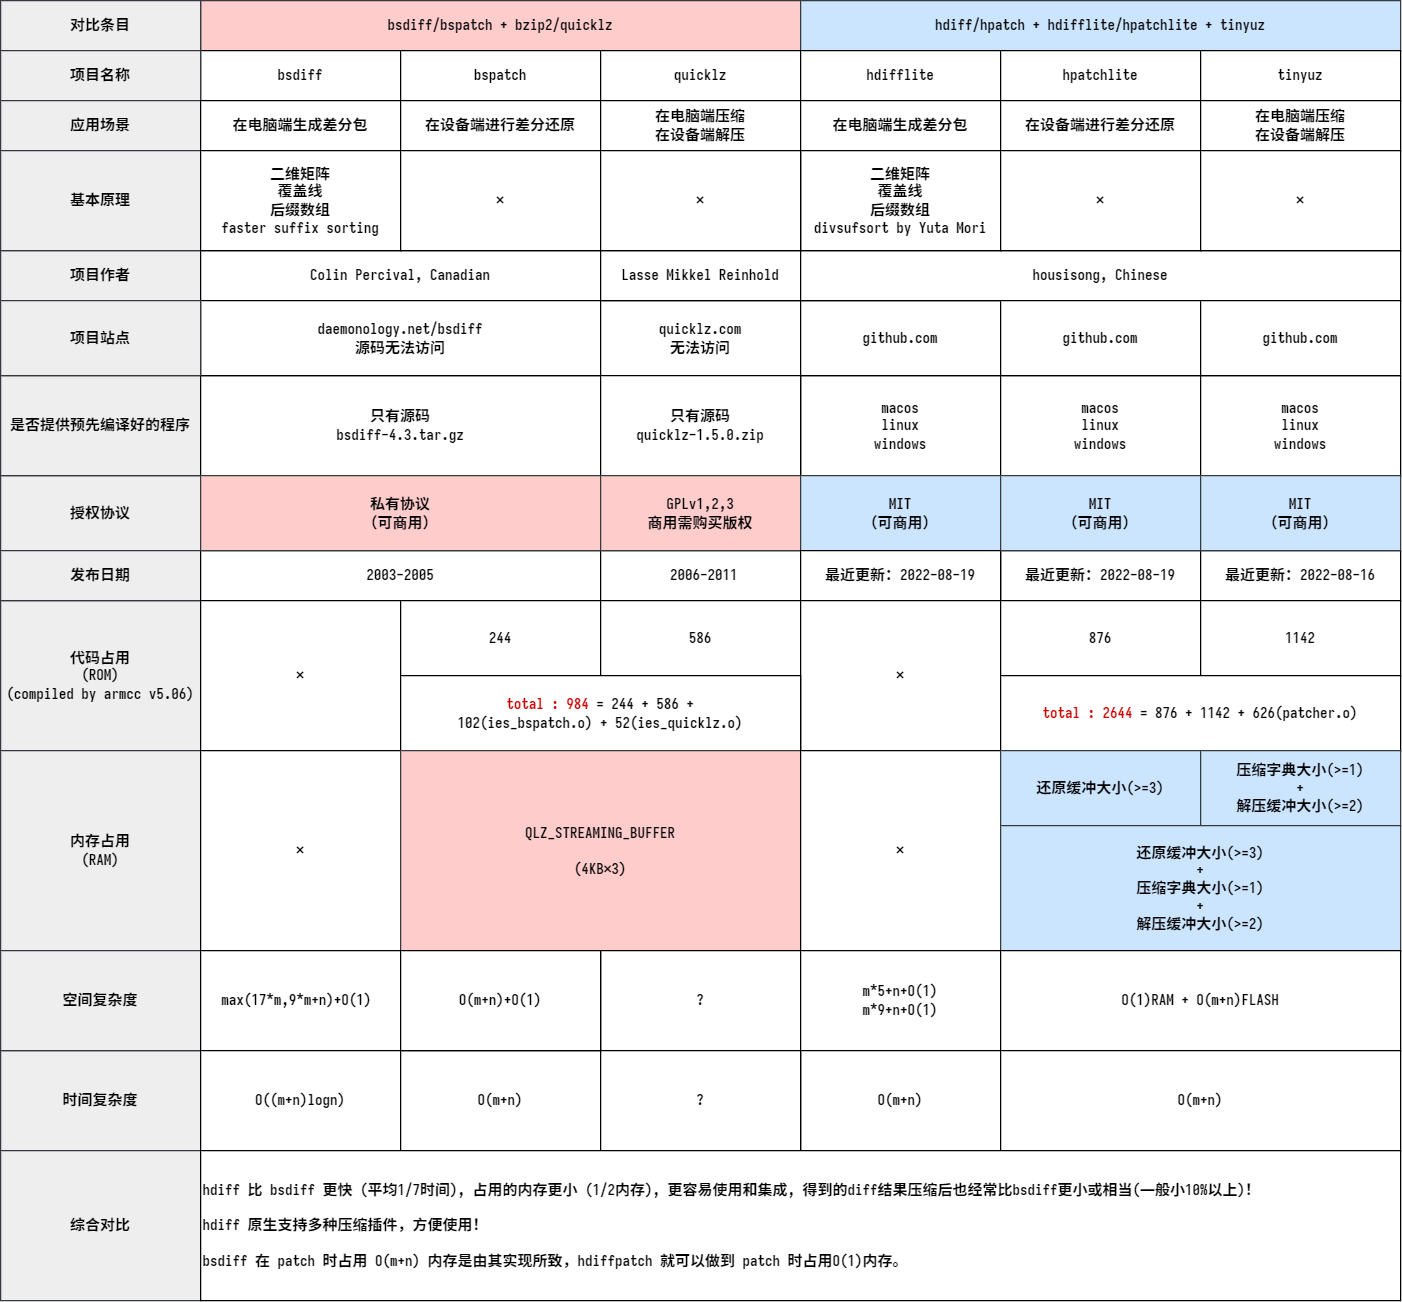 对比条目
bsdiff/bspatch + bzip2/quicklz
hdiff/hpatch + hdifflite/hpatchlite + tinyuz
项目名称
bsdiff
bspatch
quicklz
hdifflite
hpatchlite
tinyuz
应用场景
在电脑端生成差分包
在设备端进行差分还原
在电脑端压缩
在设备端解压
在电脑端生成差分包
在设备端进行差分还原
在电脑端压缩
在设备端解压
基本原理
二维矩阵
覆盖线
后缀数组
faster suffix sorting
×
×
二维矩阵
覆盖线
后缀数组
divsufsort by Yuta Mori
×
×
项目作者
Colin Percival, Canadian
Lasse Mikkel Reinhold
housisong, Chinese
项目站点
daemonology.net/bsdiff
源码无法访问
quicklz.com
无法访问
github.com
github.com
github.com
是否提供预先编译好的程序
只有源码
bsdiff-4.3.tar.gz
只有源码
quicklz-1.5.0.zip
macos
linux
windows
macos
linux
windows
macos
linux
windows
授权协议
私有协议
（可商用）
GPLv1,2,3
商用需购买版权
MIT
（可商用）
MIT
（可商用）
MIT
（可商用）
发布日期
2003-2005
2006-2011
最近更新：2022-08-19
最近更新：2022-08-19
最近更新：2022-08-16
代码占用
(ROM)
(compiled by armcc v5.06)
×
244
586
total : 984 = 244 + 586 +
102(ies_bspatch.o) + 52(ies_quicklz.o)
×
876
1142
total : 2644 = 876 + 1142 + 626(patcher.o)
内存占用
(RAM)
×
QLZ_STREAMING_BUFFER
(4KB×3)
×
还原缓冲大小(>=3)
压缩字典大小(>=1)
+
解压缓冲大小(>=2)
还原缓冲大小(>=3)
+
压缩字典大小(>=1)
+
解压缓冲大小(>=2)
空间复杂度
max(17*m,9*m+n)+O(1)
O(m+n)+O(1)
?
m*5+n+O(1)
m*9+n+O(1)
O(1)RAM + O(m+n)FLASH
时间复杂度
O((m+n)logn)
O(m+n)
?
O(m+n)
O(m+n)
综合对比
hdiff 比 bsdiff 更快（平均1/7时间），占用的内存更小（1/2内存），更容易使用和集成，得到的diff结果压缩后也经常比bsdiff更小或相当(一般小10%以上)！
hdiff 原生支持多种压缩插件，方便使用！
bsdiff 在 patch 时占用 O(m+n) 内存是由其实现所致，hdiffpatch 就可以做到 patch 时占用O(1)内存。